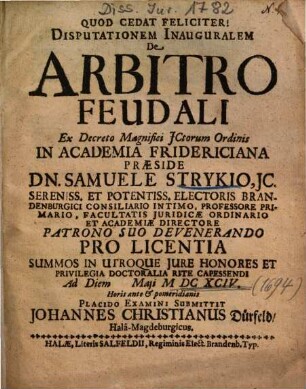 Diss. Jur. 1782
QUOD CEDAT FELICITER!
DISPUTATIONEM INAUGURALEM
De
ARBITRO
FEUDALI
Ex Decreto Magnifici JCtorum Ordinis
IN ACADEMIA FRIDERICIANA
PRÆSIDE
DN. SAMUELE STRYKIO, JC.
SERENISS. ET POTENTISS, ELECTORIS BRAN-
DENBURGICI CONSILIARIO INTIMO, PROFESSORE PRI-
MARIO, FACULTATIS JURIDICÆ ORDINARIO
ET ACADEMIÆ DIRECTORE
PATRONO SUO DEVENERANDO
PRO LICENTIA
SUMMOS IN UTROQUE JURE HONORES ET
PRIVILEGIA DOCTORALIA RITE CAPESSENDI
Ad Diem Maji M DC XCIV.
(1694)
Horis ante & pomeridianis
PLACIDO EXAMINI SUBMITTIT
JOHANNES CHRISTIANUS Dürfeld/
Halâ-Magdeburgicus,
HALÆ, Literis SALFELDII, Regiminis Elect. Brandenb. Typ.